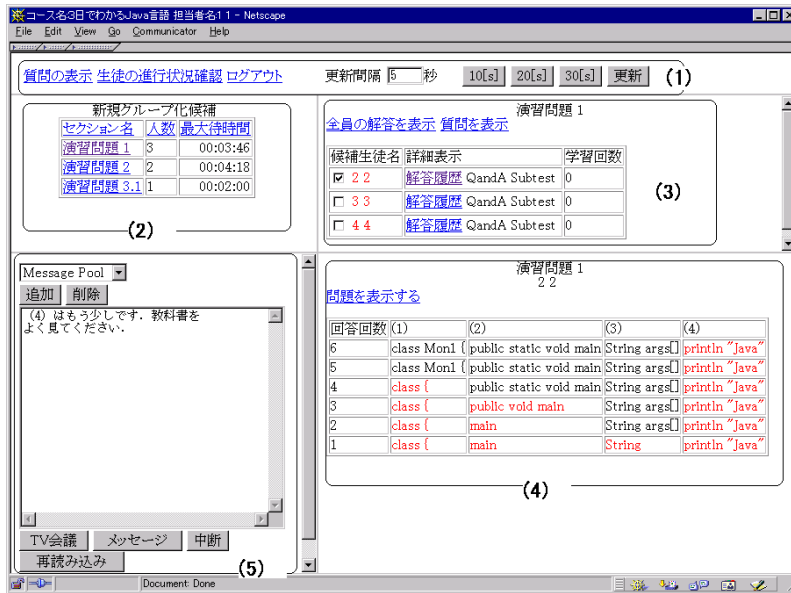 コース名3日でわかるJava言語 担当者名1 1 - Netscape
File Edit View Go Communicator Help
質問の表示 生徒の進行状況確認 ログアウト 更新間隔 5 秒 10[s] 20[s] 30[s] 更新 (1)
新規グループ化候補
セクション名 人数 最大待時間
演習問題 1 3 00:03:46
演習問題 2 2 00:04:18
演習問題 3.1 1 00:02:00
(2)
演習問題 1
全員の解答を表示 質問を表示
候補生徒名 詳細表示 学習回数
2 2 解答履歴 QandA Subtest 0
3 3 解答履歴 QandA Subtest 0
4 4 解答履歴 QandA Subtest 0
(3)
Message Pool
追加 削除
(4) はもう少しです. 教科書を
よく見てください.
TV会議 メッセージ 中断
再読み込み
(5)
演習問題 1
2 2
問題を表示する
回答回数 (1) (2) (3) (4)
6 class Mon1 { public static void main String args[] println "Java"
5 class Mon1 { public static void main String args[] println "Java"
4 class { public static void main String args[] println "Java"
3 class { public void main String args[] println "Java"
2 class { main String args[] println "Java"
1 class { main String println "Java"
(4)
Document: Done